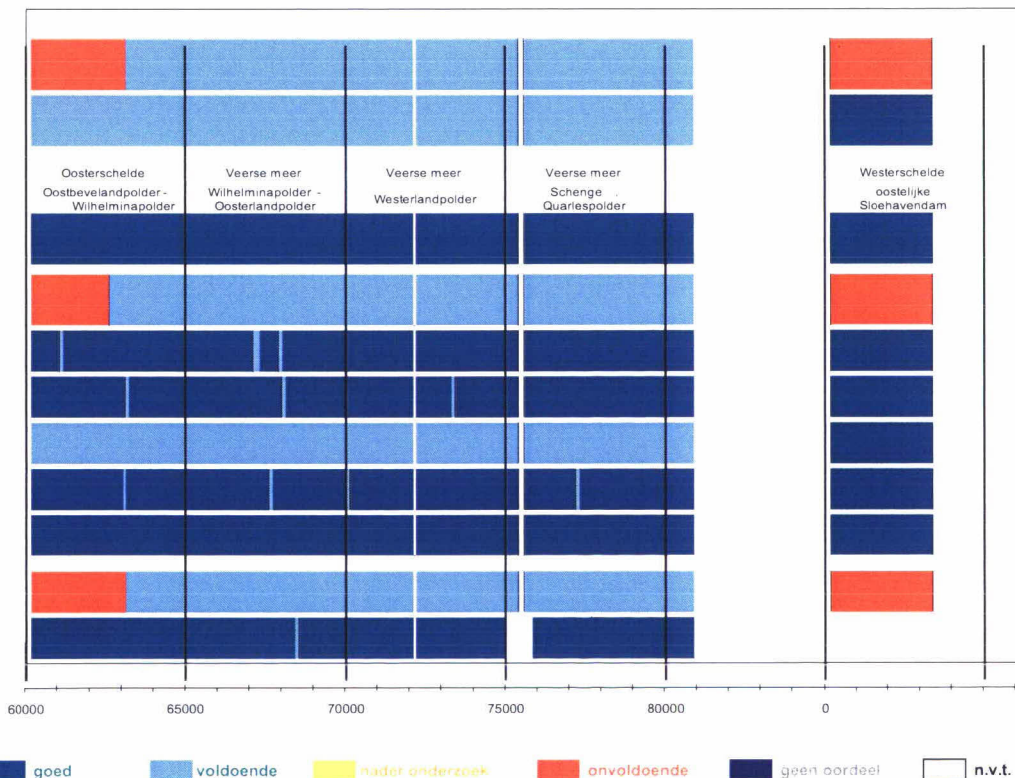 Oosterschelde
Oostbevelandpolder -
Wilhelminapolder
Veerse meer
Wilhelminapolder -
Oosterlandpolder
Veerse meer
Westerlandpolder
Veerse meer
Schenge
Quarlespolder
Westerschelde
oostelijke
Sloehavendam
60000 65000 70000 75000 80000 0
goed voldoende nader onderzoek onvoldoende geen oordeel n.v.t.